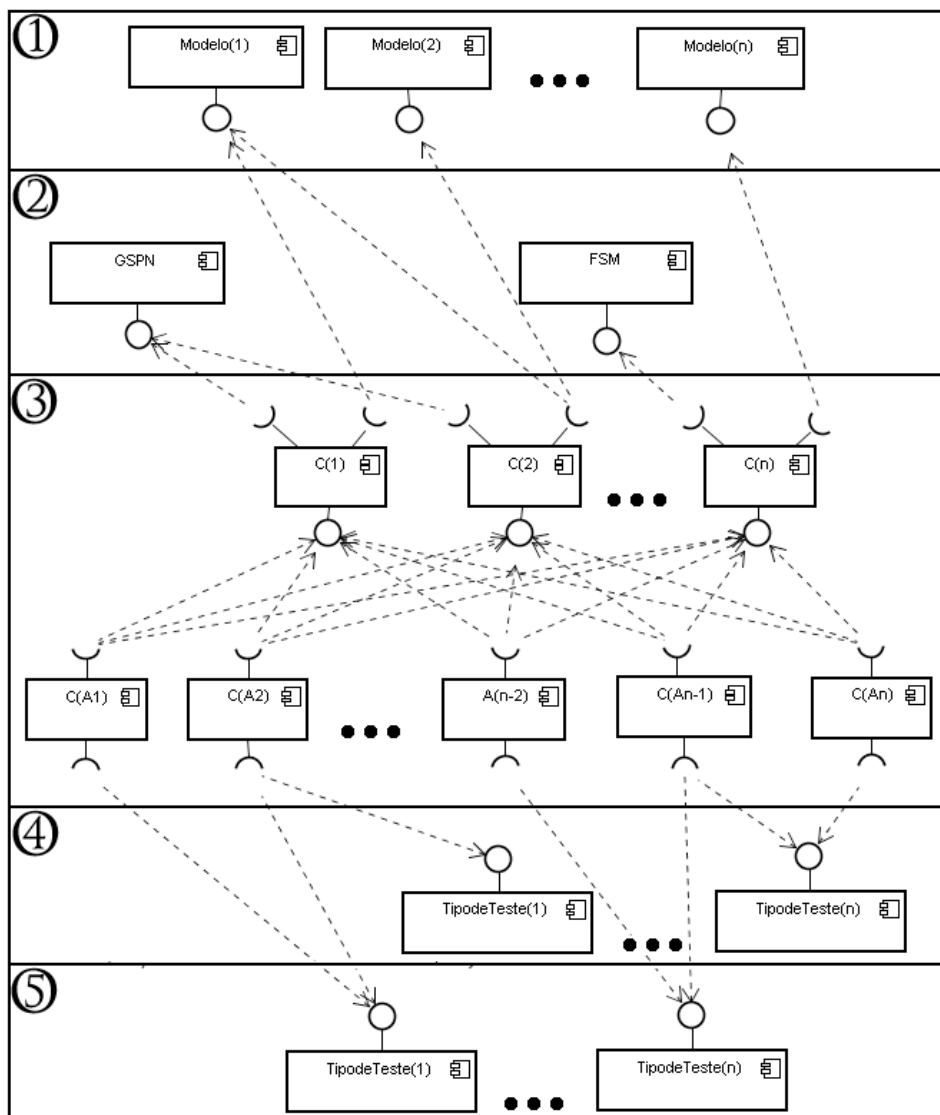 1
Modelo(1) Modelo(2) Modelo(n)
2
GSPN FSM
3
C(1) C(2) C(n)
C(A1) C(A2) A(n-2) C(An-1) C(An)
4
TipodeTeste(1) TipodeTeste(n)
5
TipodeTeste(1) TipodeTeste(n)